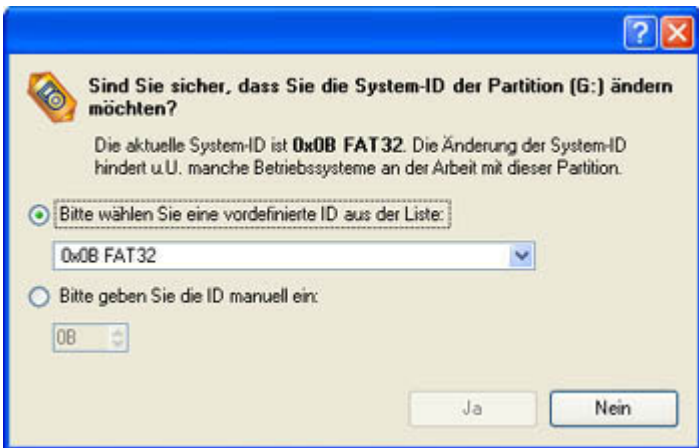 Sind Sie sicher, dass Sie die System-ID der Partition (G:) ändern
möchten?
Die aktuelle System-ID ist 0x0B FAT32. Die Änderung der System-ID
hindert u.U. manche Betriebssysteme an der Arbeit mit dieser Partition.
Bitte wählen Sie eine vordefinierte ID aus der Liste:
0x0B FAT32
Bitte geben Sie die ID manuell ein:
0B
Ja Nein